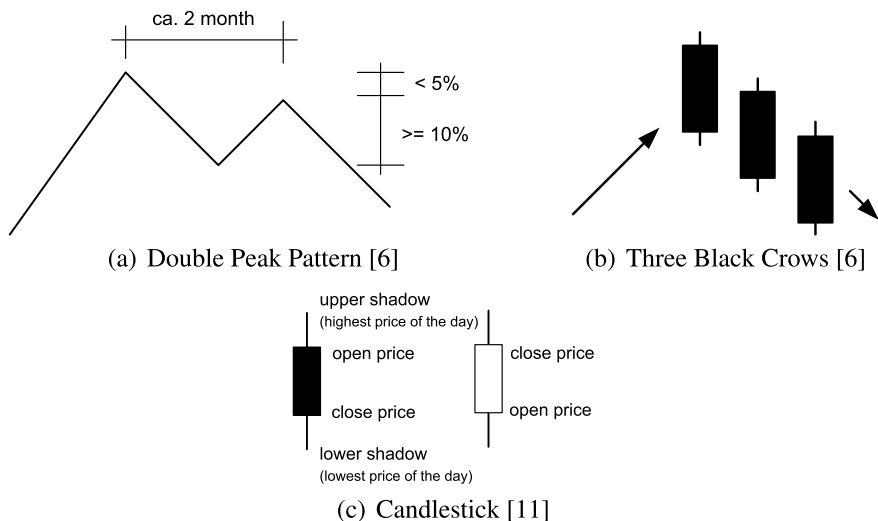 ca. 2 month
< 5%
>= 10%
(a) Double Peak Pattern [6]
(b) Three Black Crows [6]
upper shadow
(highest price of the day)
open price
close price
close price
open price
lower shadow
(lowest price of the day)
(c) Candlestick [11]